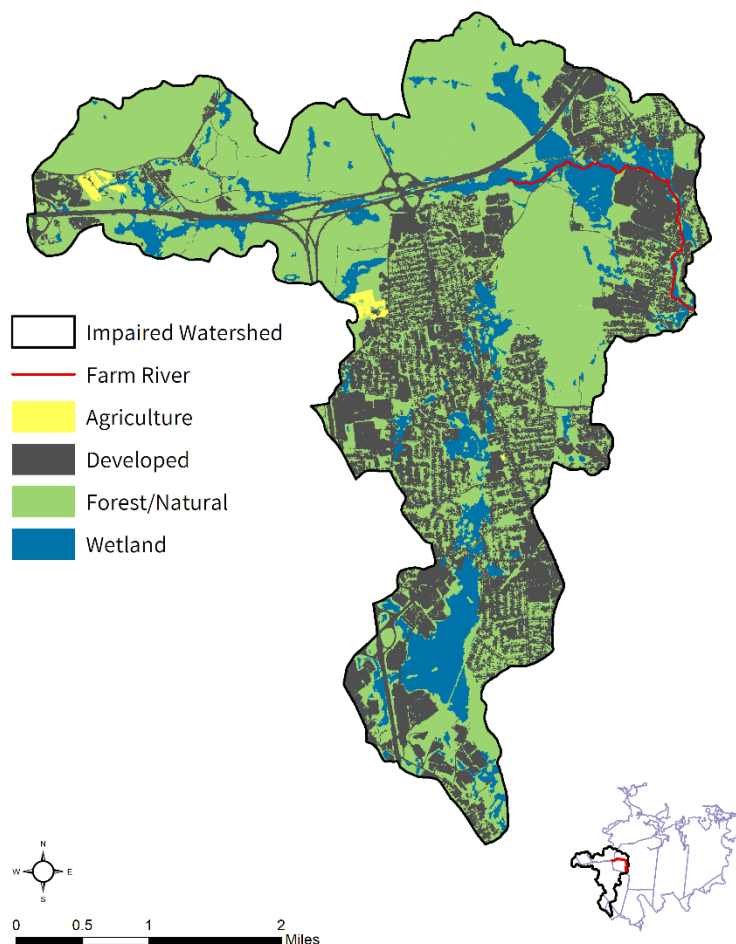 Impaired Watershed
Farm River
Agriculture
Developed
Forest/Natural
Wetland
N
W E
S
0 0.5 1 2
Miles